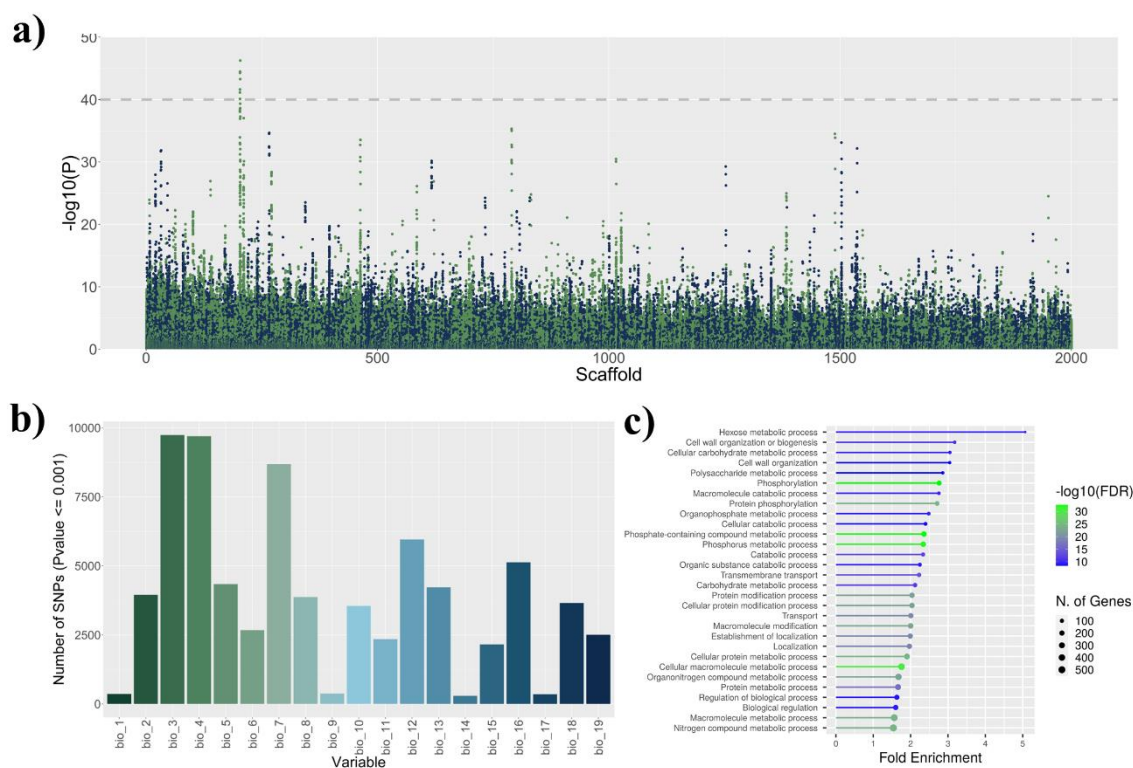 a)
50
40
30
20
10
0
-log10(P)
0
500
1000
1500
2000
Scaffold
b)
10000
7500
5000
2500
0
Number of SNPs (Pvalue <= 0.001)
bio_1
bio_2
bio_3
bio_4
bio_5
bio_6
bio_7
bio_8
bio_9
bio_10
bio_11
bio_12
bio_13
bio_14
bio_15
bio_16
bio_17
bio_18
bio_19
Variable
c)
Hexose metabolic process
Cell wall organization or biogenesis
Cellular carbohydrate metabolic process
Cell wall organization
Polysaccharide metabolic process
Phosphorylation
Macromolecule catabolic process
Protein phosphorylation
Organophosphate metabolic process
Cellular catabolic process
Phosphate-containing compound metabolic process
Phosphorus metabolic process
Catabolic process
Organic substance catabolic process
Transmembrane transport
Carbohydrate metabolic process
Protein modification process
Cellular protein modification process
Transport
Macromolecule modification
Establishment of localization
Localization
Cellular protein metabolic process
Cellular macromolecule metabolic process
Organonitrogen compound metabolic process
Protein metabolic process
Regulation of biological process
Biological regulation
Macromolecule metabolic process
Nitrogen compound metabolic process
0
1
2
3
4
5
Fold Enrichment
-log10(FDR)
30
25
20
15
10
N. of Genes
100
200
300
400
500